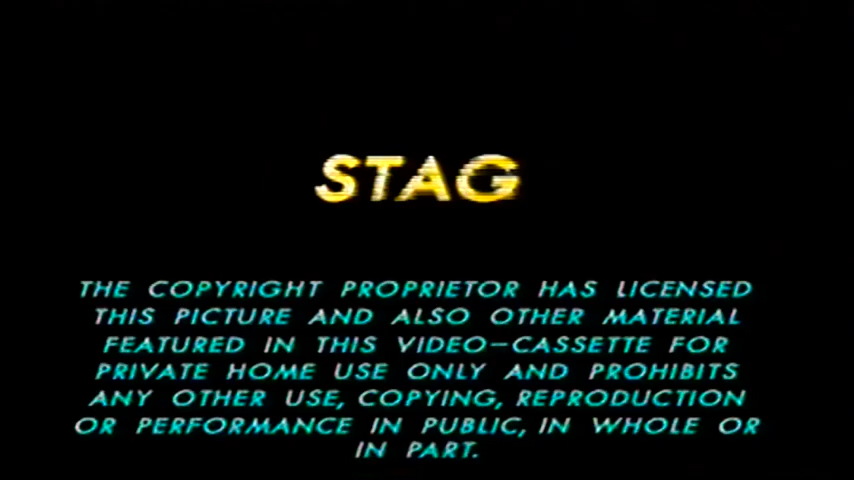 STAG
THE COPYRIGHT PROPRIETOR HAS LICENSED
THIS PICTURE AND ALSO OTHER MATERIAL
FEATURED IN THIS VIDEO-CASSETTE FOR
PRIVATE HOME USE ONLY AND PROHIBITS
ANY OTHER USE, COPYING, REPRODUCTION
OR PERFORMANCE IN PUBLIC, IN WHOLE OR
IN PART.